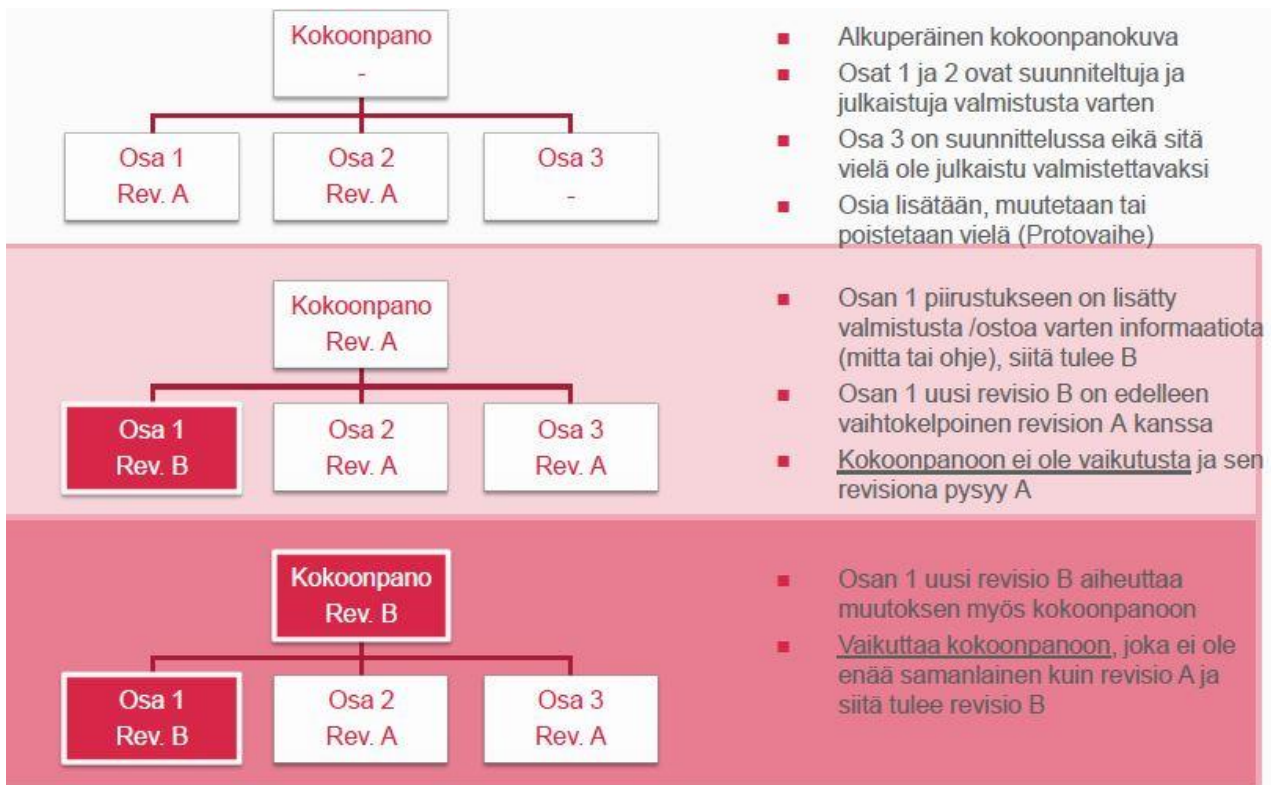 Kokoonpano
-
Osa 1
Rev. A
Osa 2
Rev. A
Osa 3
-
■ Alkuperäinen kokoonpanokuva
■ Osat 1 ja 2 ovat suunniteltuja ja
julkaistuja valmistusta varten
■ Osa 3 on suunnittelussa eikä sitä
vielä ole julkaistu valmistettavaksi
■ Osia lisätään, muutetaan tai
poistetaan vielä (Protovaihe)
Kokoonpano
Rev. A
Osa 1
Rev. B
Osa 2
Rev. A
Osa 3
Rev. A
■ Osan 1 piirustukseen on lisätty
valmistusta /ostoa varten informaatiota
(mitta tai ohje), siitä tulee B
■ Osan 1 uusi revisio B on edelleen
vaihtokelpoinen revision A kanssa
■ Kokoonpanoon ei ole vaikutusta ja sen
revisiona pysyy A
Kokoonpano
Rev. B
Osa 1
Rev. B
Osa 2
Rev. A
Osa 3
Rev. A
■ Osan 1 uusi revisio B aiheuttaa
muutoksen myös kokoonpanoon
■ Vaikuttaa kokoonpanoon, joka ei ole
enää samanlainen kuin revisio A ja
siitä tulee revisio B